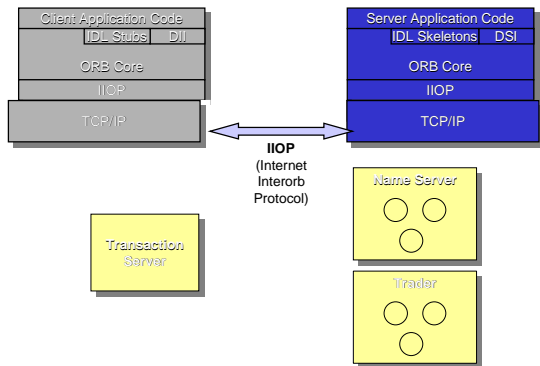 Client Application Code
IDL Stubs
DII
ORB Core
IIOP
TCP/IP
Server Application Code
IDL Skeletons
DSI
ORB Core
IIOP
TCP/IP
IIOP
(Internet
Interorb
Protocol)
Name Server
Transaction
Server
Trader